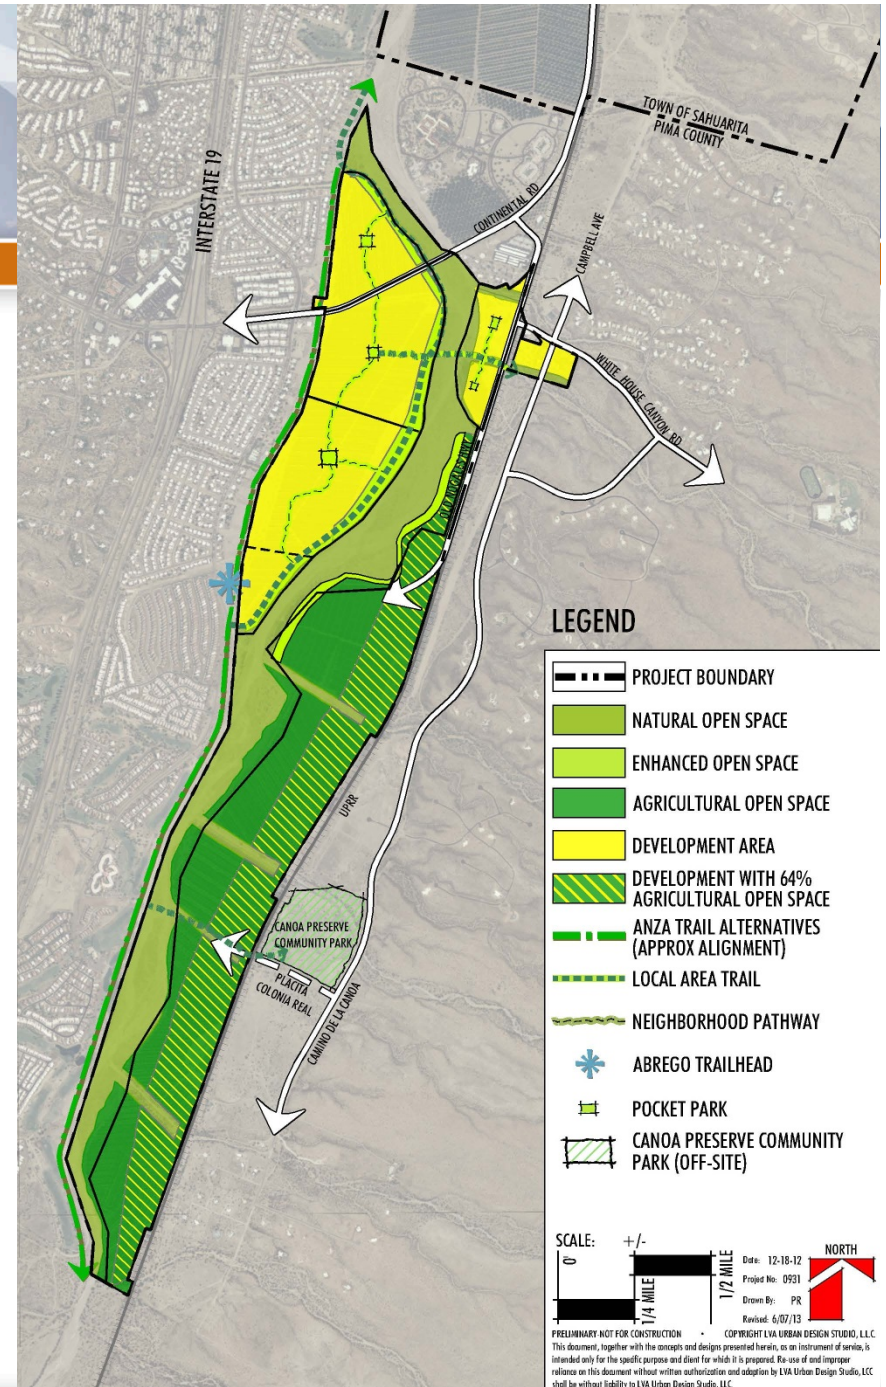 TOWN OF SAHUARITA
PIMA COUNTY
INTERSTATE 19
CONTINENTAL RD
CAMPBELL AVE
WHITE HOUSE CANYON RD
OLD NOGALES HWY
UPRR
CANOA PRESERVE
COMMUNITY PARK
PLACITA
COLONIA REAL
CAMINO DE LA CANOA
LEGEND
PROJECT BOUNDARY
NATURAL OPEN SPACE
ENHANCED OPEN SPACE
AGRICULTURAL OPEN SPACE
DEVELOPMENT AREA
DEVELOPMENT WITH 64%
AGRICULTURAL OPEN SPACE
ANZA TRAIL ALTERNATIVES
(APPROX ALIGNMENT)
LOCAL AREA TRAIL
NEIGHBORHOOD PATHWAY
ABREGO TRAILHEAD
POCKET PARK
CANOA PRESERVE COMMUNITY
PARK (OFF-SITE)
SCALE: +/-
0'
1/4 MILE
1/2 MILE
Date: 12-18-12
Project No: 0931
Drawn By: PR
Revised: 6/07/13
NORTH
PRELIMINARY-NOT FOR CONSTRUCTION • COPYRIGHT LVA URBAN DESIGN STUDIO, L.L.C.
This document, together with the concepts and designs presented herein, as an instrument of service, is
intended only for the specific purpose and client for which it is prepared. Re-use of and improper
reliance on this document without written authorization and adaption by LVA Urban Design Studio, LCC
shall be without liability to LVA Urban Design Studio, LLC.